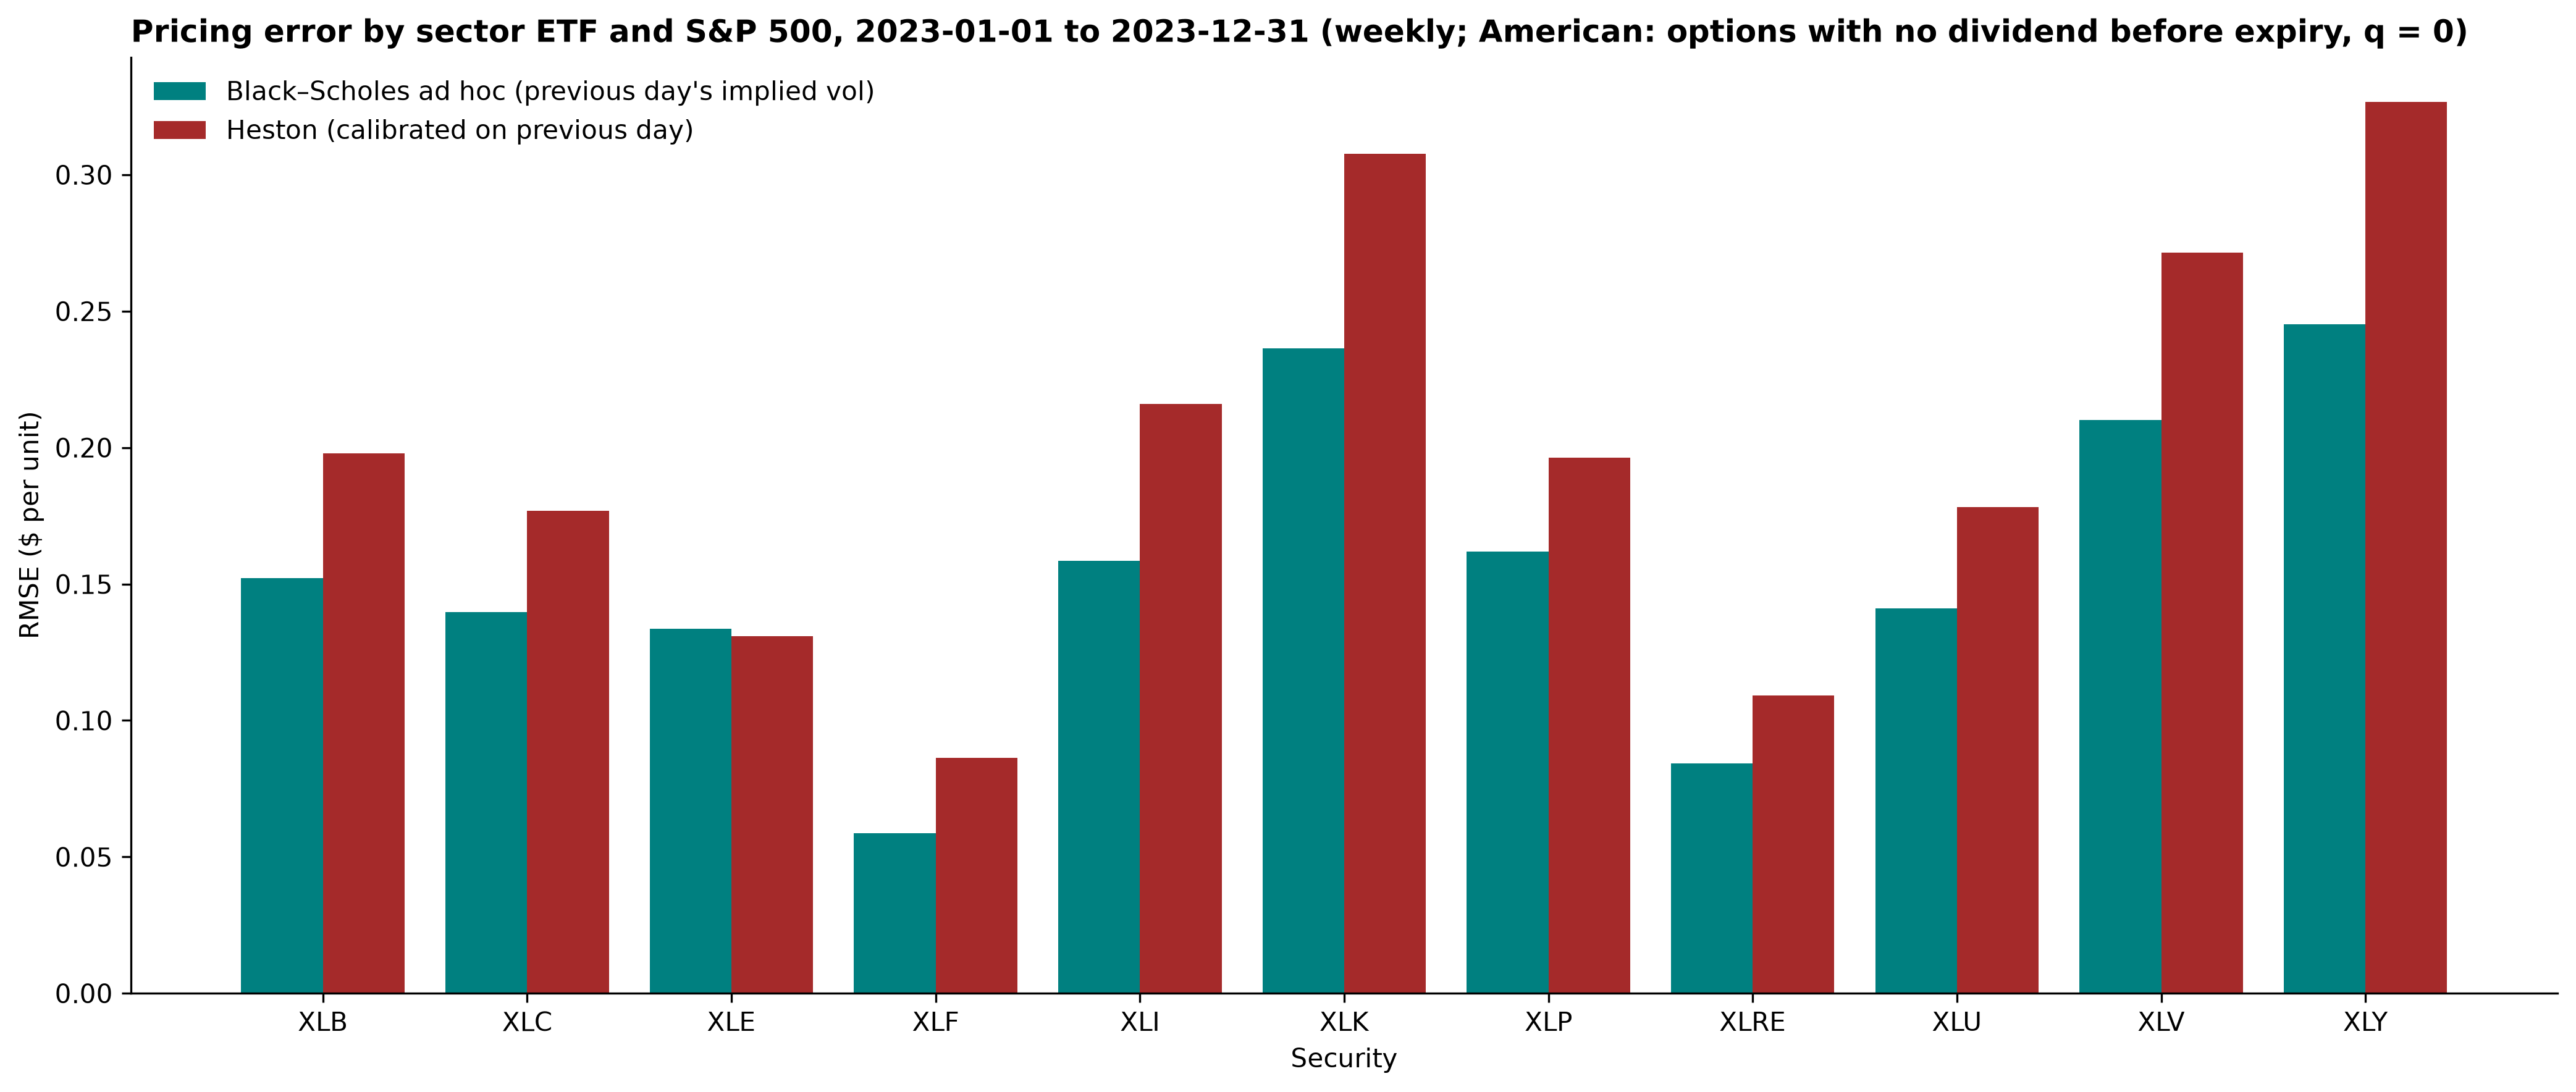 Pricing error by sector ETF and S&P 500, 2023-01-01 to 2023-12-31 (weekly; American: options with no dividend before expiry, q = 0)
Black–Scholes ad hoc (previous day's implied vol)
Heston (calibrated on previous day)
RMSE ($ per unit)
0.30
0.25
0.20
0.15
0.10
0.05
0.00
XLB XLC XLE XLF XLI XLK XLP XLRE XLU XLV XLY
Security